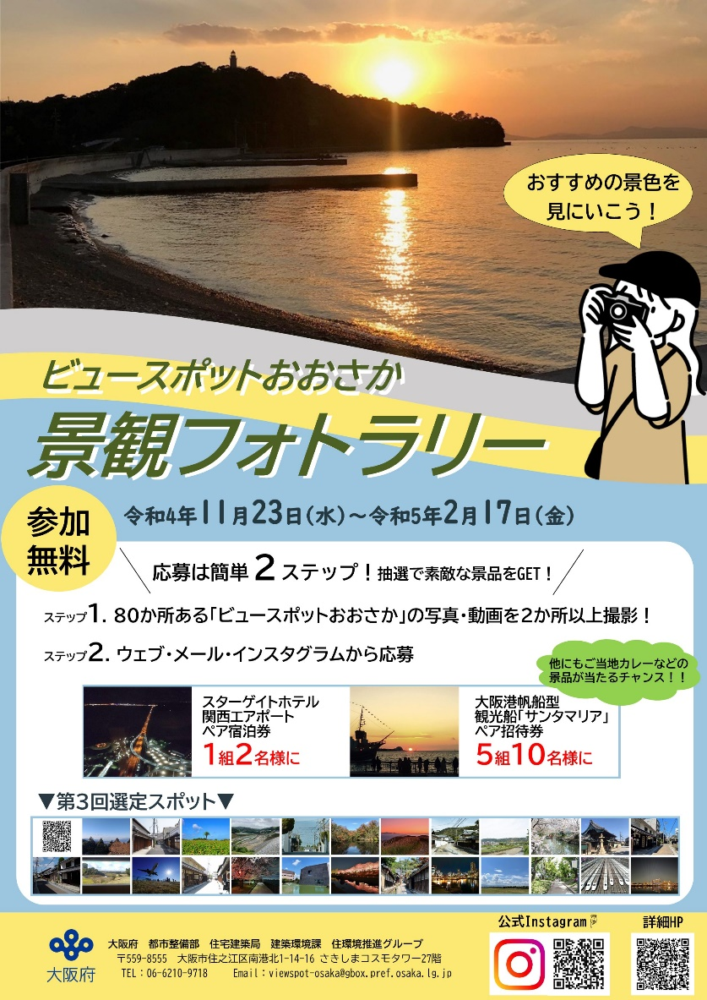 おすすめの景色を
見にいこう！
ビュースポットおおさか
景観フォトラリー
参加
無料
令和4年11月23日(水)～令和5年2月17日(金)
応募は簡単2ステップ！抽選で素敵な景品をGET！
ステップ1. 80か所ある「ビュースポットおおさか」の写真・動画を2か所以上撮影！
ステップ2. ウェブ・メール・インスタグラムから応募
他にもご当地カレーなどの
景品が当たるチャンス！！
スターゲイトホテル
関西エアポート
ペア宿泊券
1組2名様に
大阪港帆船型
観光船「サンタマリア」
ペア招待券
5組10名様に
▼第3回選定スポット▼
公式Instagram
詳細HP
大阪府
大阪府　都市整備部　住宅建築局　建築環境課　住環境推進グループ
〒559-8555　大阪市住之江区南港北1-14-16 さきしまコスモタワー27階
TEL：06-6210-9718　　Email：viewspot-osaka@gbox.pref.osaka.lg.jp